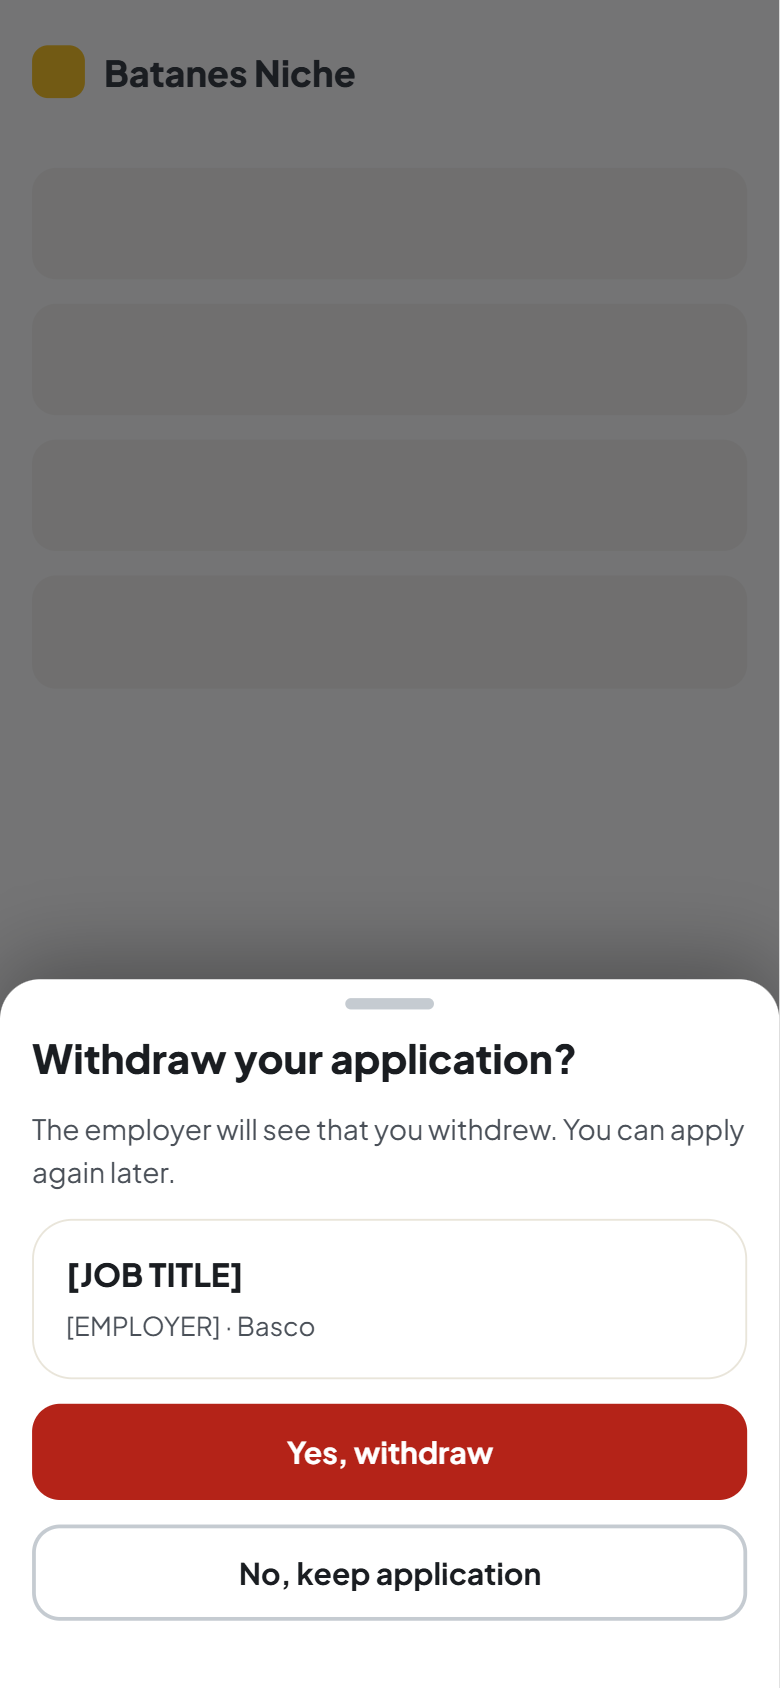 Batanes Niche
Withdraw your application?
The employer will see that you withdrew. You can apply
again later.
[JOB TITLE]
[EMPLOYER] · Basco
Yes, withdraw
No, keep application